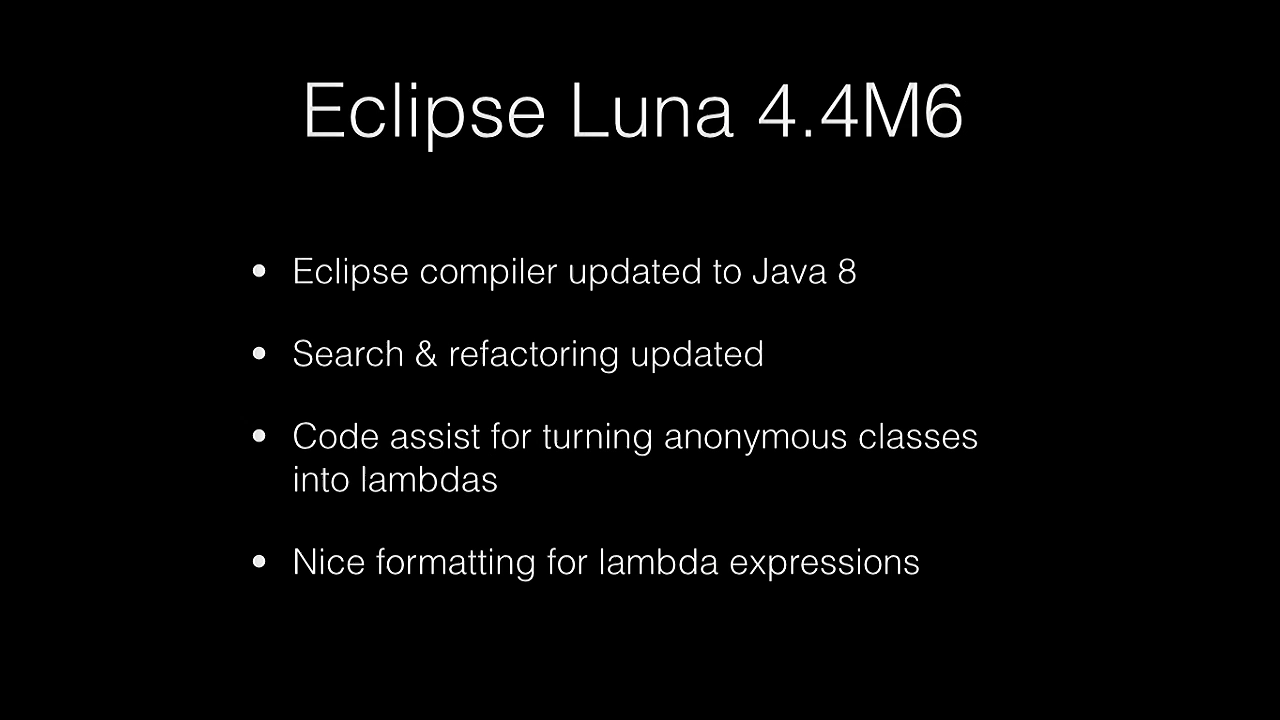 Eclipse Luna 4.4M6
• Eclipse compiler updated to Java 8
• Search & refactoring updated
• Code assist for turning anonymous classes
into lambdas
• Nice formatting for lambda expressions